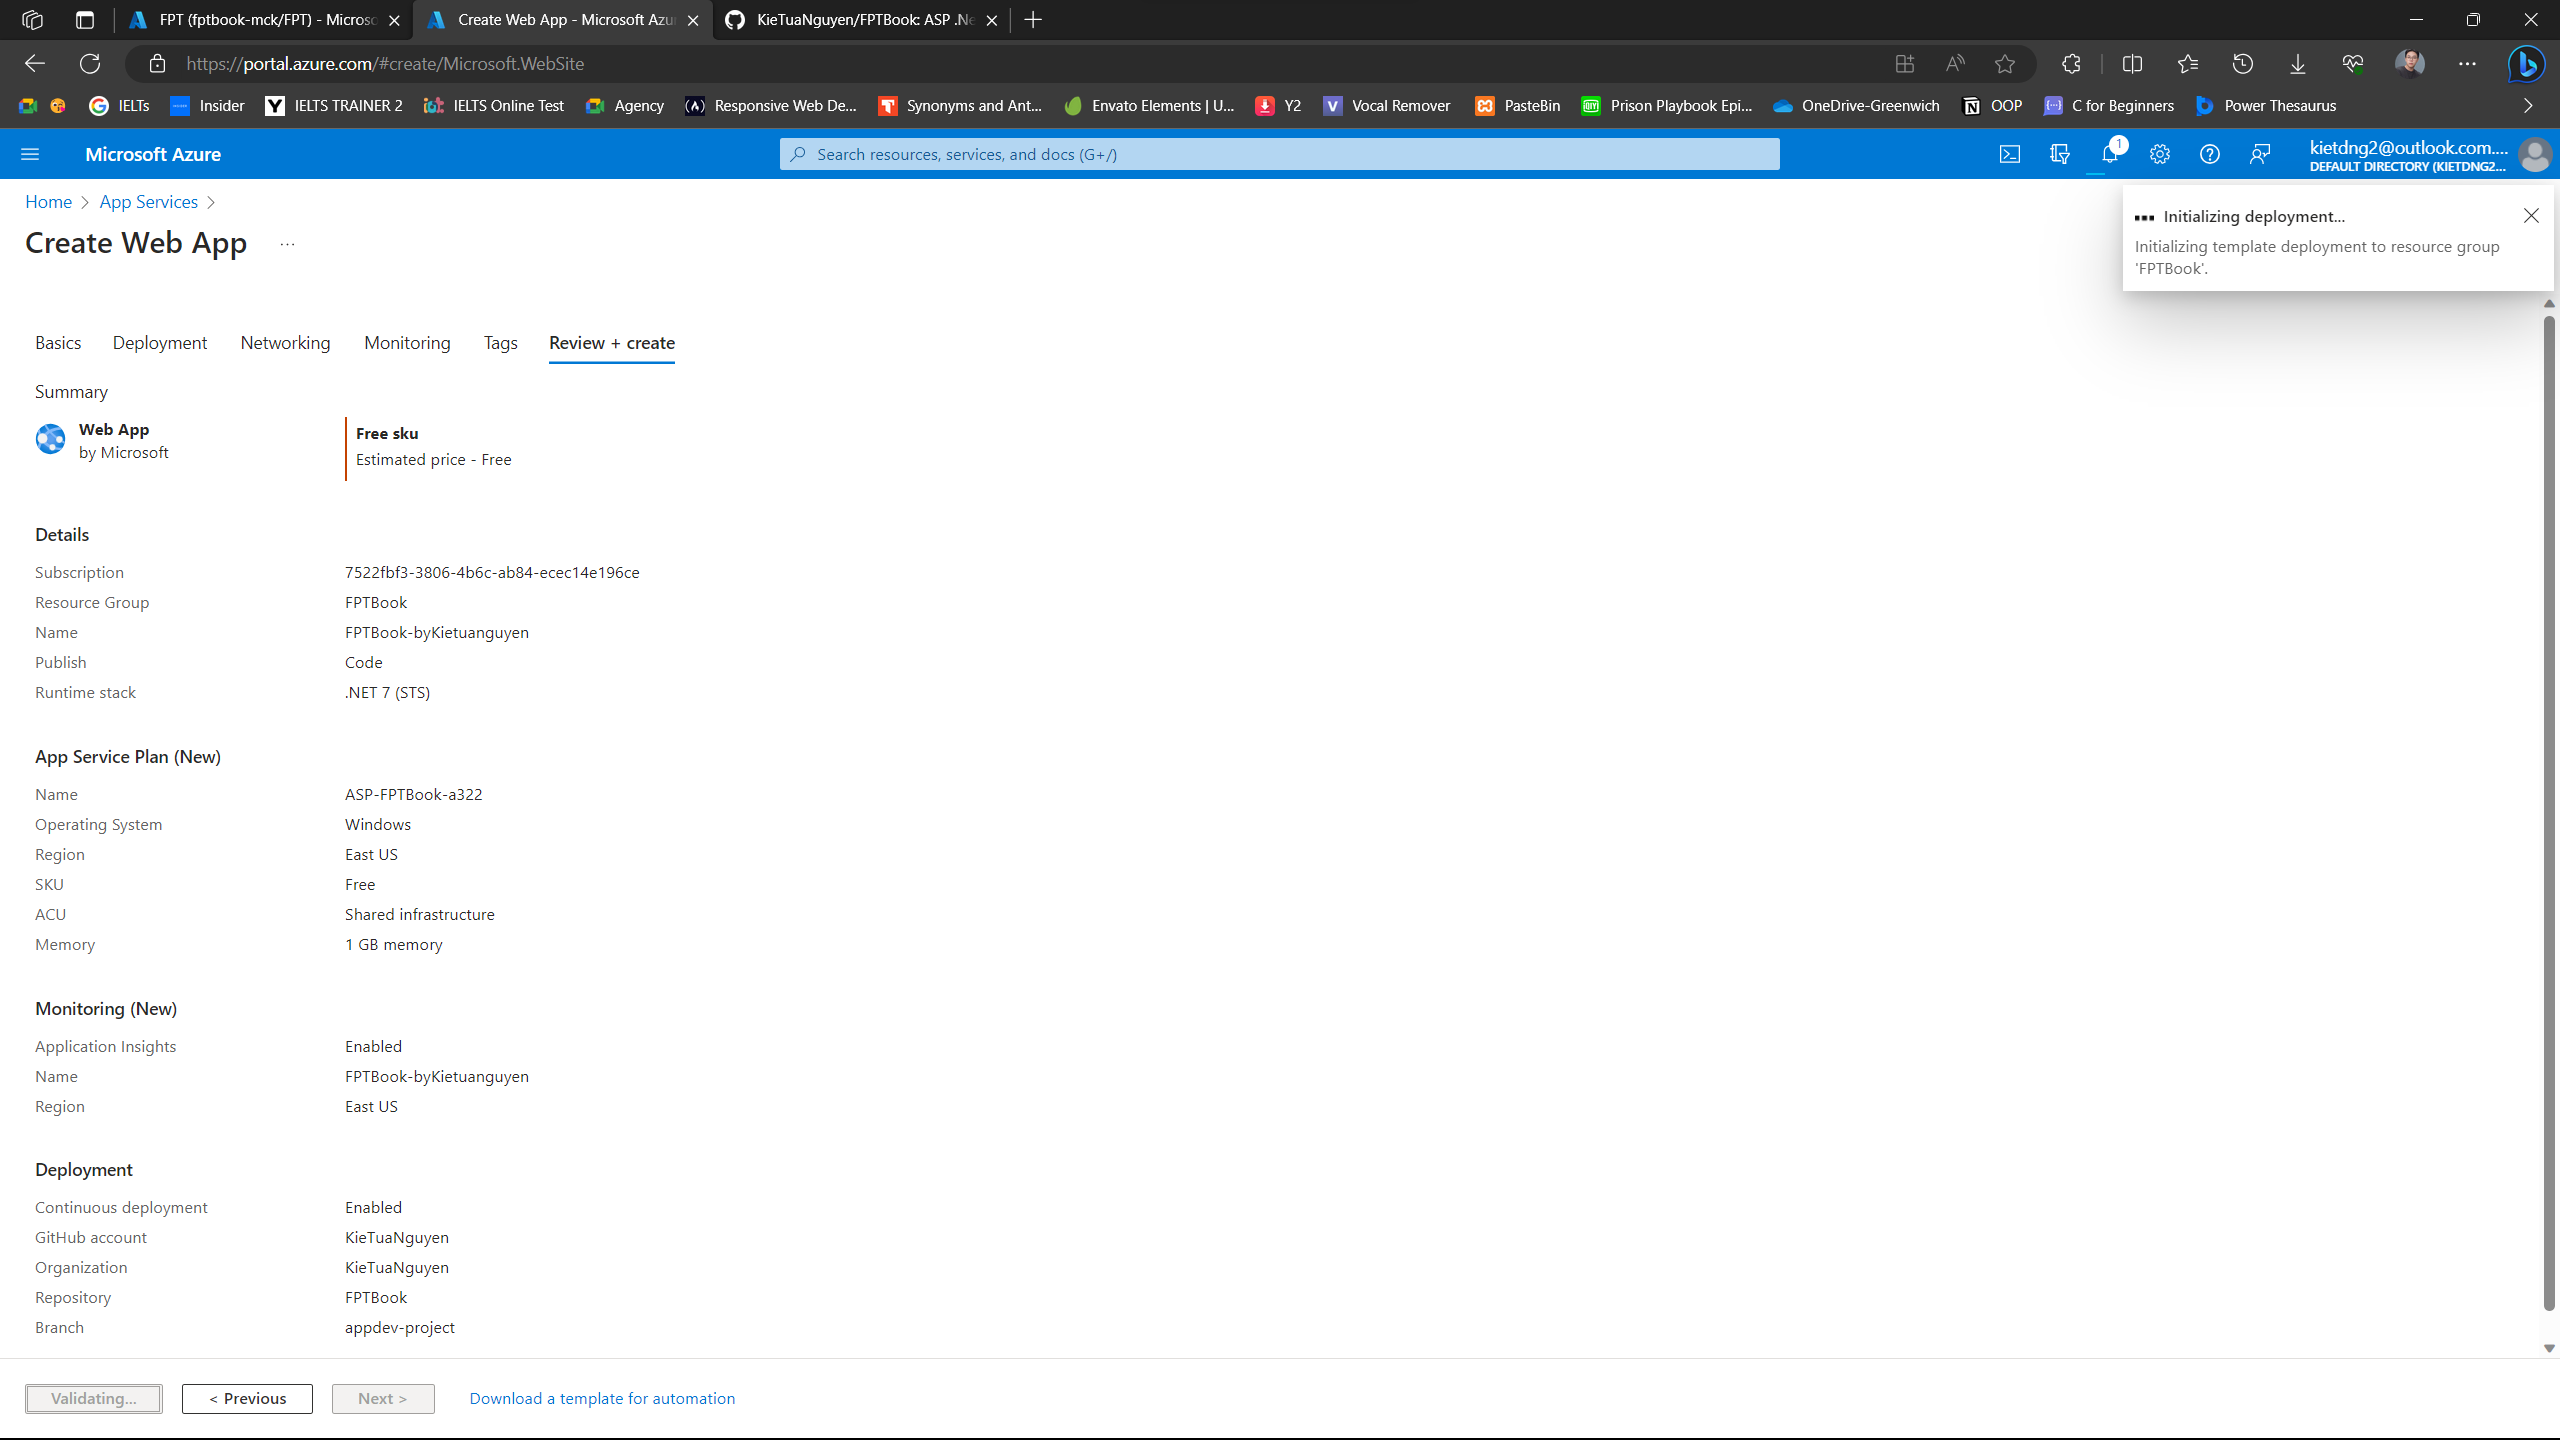 FPT (fptbook-mck/FPT) - Microso
Create Web App - Microsoft Azu
KieTuaNguyen/FPTBook: ASP .Ne
https://portal.azure.com/#create/Microsoft.WebSite
IELTs
Insider
IELTS TRAINER 2
IELTS Online Test
Agency
Responsive Web De...
Synonyms and Ant...
Envato Elements | U...
Y2
Vocal Remover
PasteBin
Prison Playbook Epi...
OneDrive-Greenwich
OOP
C for Beginners
Power Thesaurus
Microsoft Azure
Search resources, services, and docs (G+/)
1
kietdng2@outlook.com....
DEFAULT DIRECTORY (KIETDNG2...
Home > App Services >
Create Web App ...
Initializing deployment...
Initializing template deployment to resource group
'FPTBook'.
Basics Deployment Networking Monitoring Tags Review + create
Summary
Web App
by Microsoft
Free sku
Estimated price - Free
Details
Subscription 7522fbf3-3806-4b6c-ab84-ecec14e196ce
Resource Group FPTBook
Name FPTBook-byKietuanguyen
Publish Code
Runtime stack .NET 7 (STS)
App Service Plan (New)
Name ASP-FPTBook-a322
Operating System Windows
Region East US
SKU Free
ACU Shared infrastructure
Memory 1 GB memory
Monitoring (New)
Application Insights Enabled
Name FPTBook-byKietuanguyen
Region East US
Deployment
Continuous deployment Enabled
GitHub account KieTuaNguyen
Organization KieTuaNguyen
Repository FPTBook
Branch appdev-project
Validating... < Previous Next > Download a template for automation